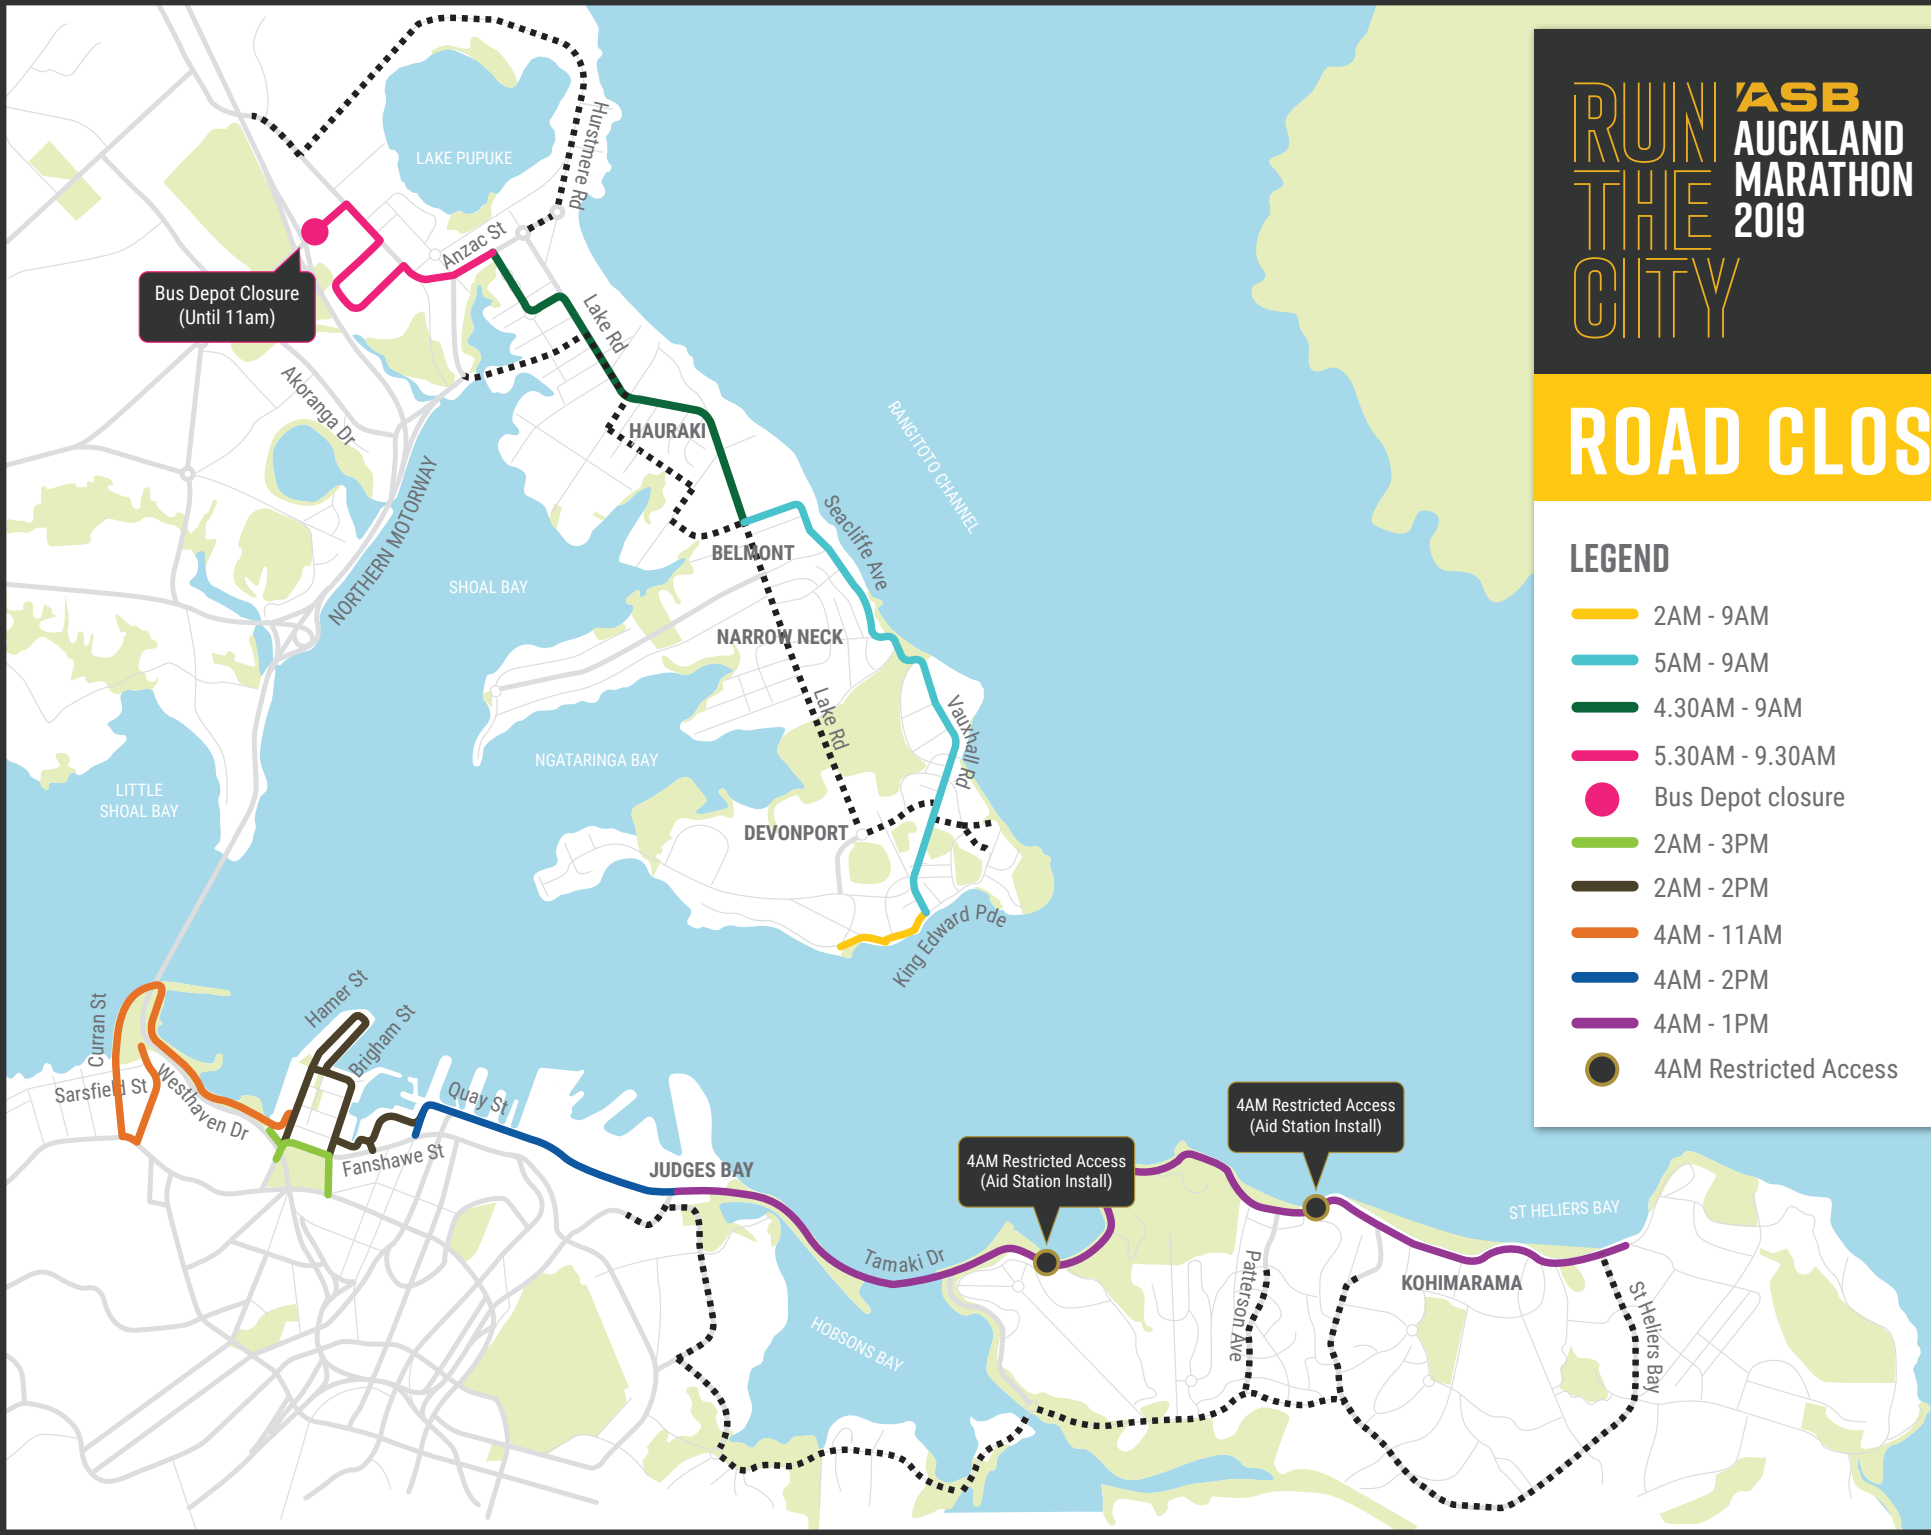 RUN
THE
CITY
ASB
AUCKLAND
MARATHON
2019
ROAD CLOS
LEGEND
2AM - 9AM
5AM - 9AM
4.30AM - 9AM
5.30AM - 9.30AM
Bus Depot closure
2AM - 3PM
2AM - 2PM
4AM - 11AM
4AM - 2PM
4AM - 1PM
4AM Restricted Access
LAKE PUPUKE
Hurstmere Rd
Anzac St
Bus Depot Closure
(Until 11am)
Lake Rd
Akoranga Dr
HAURAKI
RANGITOTO CHANNEL
NORTHERN MOTORWAY
Seacliffe Ave
BELMONT
SHOAL BAY
NARROW NECK
Lake Rd
Vauxhall Rd
NGATARINGA BAY
LITTLE
SHOAL BAY
DEVONPORT
King Edward Pde
Curran St
Hamer St
Brigham St
Sarsfield St
Westhaven Dr
Quay St
Fanshawe St
JUDGES BAY
4AM Restricted Access
(Aid Station Install)
4AM Restricted Access
(Aid Station Install)
ST HELIERS BAY
Tamaki Dr
Patterson Ave
KOHIMARAMA
St Heliers Bay
HOBSONS BAY